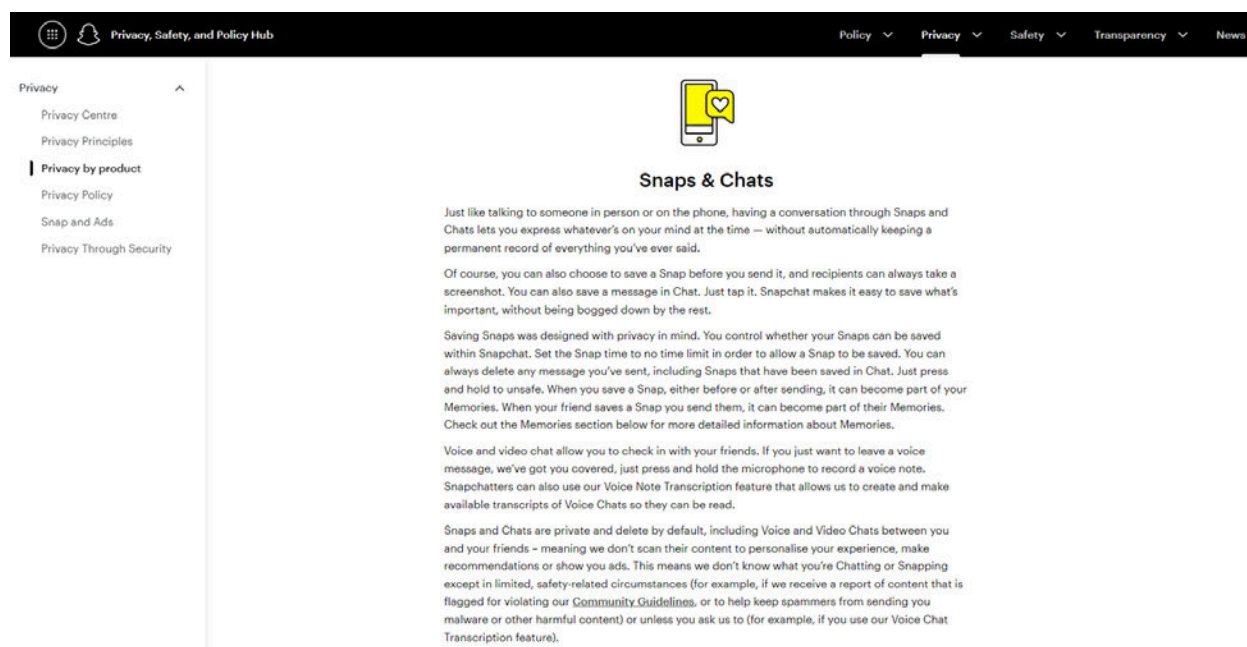 Privacy, Safety, and Policy Hub
Policy
Privacy
Safety
Transparency
News
Privacy
Privacy Centre
Privacy Principles
Privacy by product
Privacy Policy
Snap and Ads
Privacy Through Security
Snaps & Chats
Just like talking to someone in person or on the phone, having a conversation through Snaps and
Chats lets you express whatever's on your mind at the time — without automatically keeping a
permanent record of everything you've ever said.
Of course, you can also choose to save a Snap before you send it, and recipients can always take a
screenshot. You can also save a message in Chat. Just tap it. Snapchat makes it easy to save what's
important, without being bogged down by the rest.
Saving Snaps was designed with privacy in mind. You control whether your Snaps can be saved
within Snapchat. Set the Snap time to no time limit in order to allow a Snap to be saved. You can
always delete any message you've sent, including Snaps that have been saved in Chat. Just press
and hold to unsafe. When you save a Snap, either before or after sending, it can become part of your
Memories. When your friend saves a Snap you send them, it can become part of their Memories.
Check out the Memories section below for more detailed information about Memories.
Voice and video chat allow you to check in with your friends. If you just want to leave a voice
message, we've got you covered, just press and hold the microphone to record a voice note.
Snapchatters can also use our Voice Note Transcription feature that allows us to create and make
available transcripts of Voice Chats so they can be read.
Snaps and Chats are private and delete by default, including Voice and Video Chats between you
and your friends – meaning we don't scan their content to personalise your experience, make
recommendations or show you ads. This means we don't know what you're Chatting or Snapping
except in limited, safety-related circumstances (for example, if we receive a report of content that is
flagged for violating our Community Guidelines, or to help keep spammers from sending you
malware or other harmful content) or unless you ask us to (for example, if you use our Voice Chat
Transcription feature).